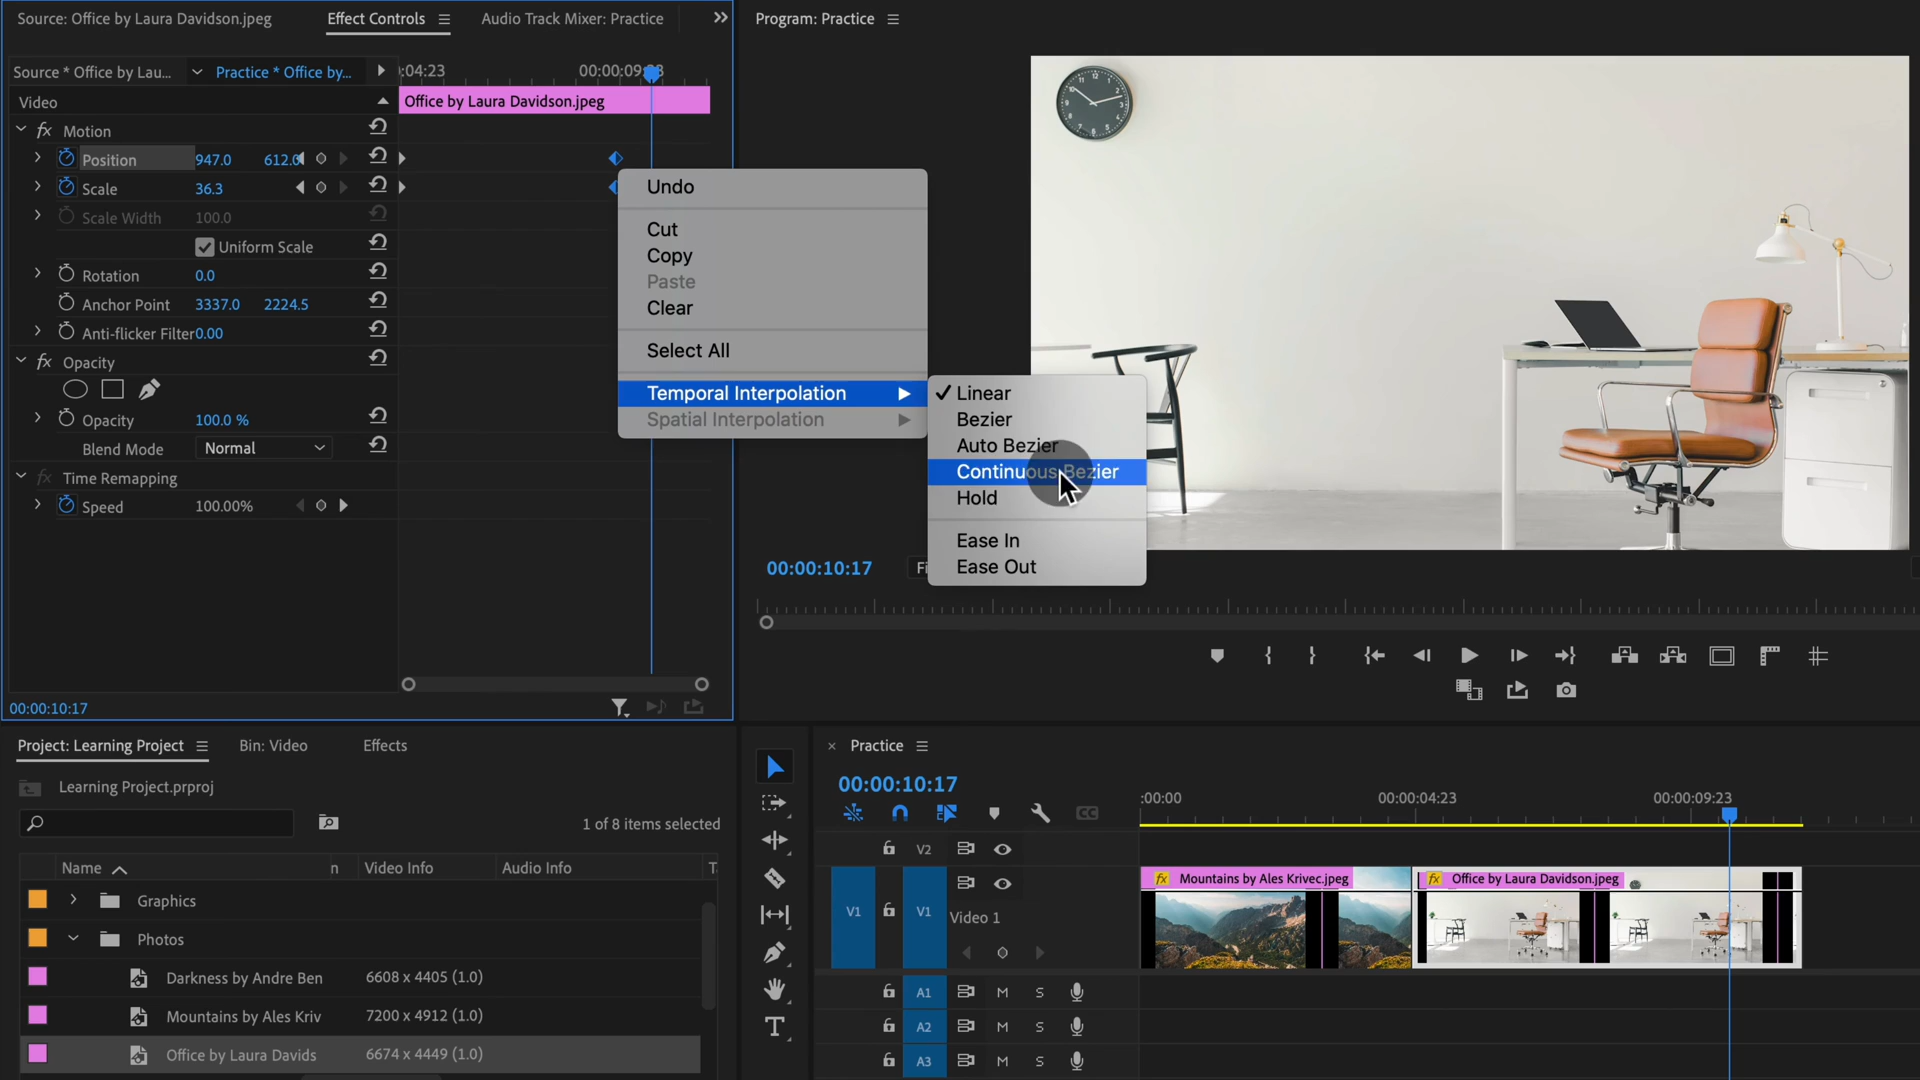 Source: Office by Laura Davidson.jpeg
Effect Controls
Audio Track Mixer: Practice
Program: Practice
Source * Office by Lau...
Practice * Office by...
:04:23
00:00:09:
Video
Office by Laura Davidson.jpeg
fx Motion
Position 947.0 612.0
Scale 36.3
Scale Width 100.0
Uniform Scale
Rotation 0.0
Anchor Point 3337.0 2224.5
Anti-flicker Filter 0.00
fx Opacity
Opacity 100.0 %
Blend Mode Normal
fx Time Remapping
Speed 100.00%
00:00:10:17
Undo
Cut
Copy
Paste
Clear
Select All
Temporal Interpolation
Spatial Interpolation
Linear
Bezier
Auto Bezier
Continuous Bezier
Hold
Ease In
Ease Out
00:00:10:17
Fi
Project: Learning Project
Bin: Video
Effects
Learning Project.prproj
1 of 8 items selected
Name
n
Video Info
Audio Info
T
Graphics
Photos
Darkness by Andre Ben 6608 x 4405 (1.0)
Mountains by Ales Kriv 7200 x 4912 (1.0)
Office by Laura Davids 6674 x 4449 (1.0)
× Practice
00:00:10:17
:00:00
00:00:04:23
00:00:09:23
CC
V2
V1
V1
Video 1
fx Mountains by Ales Krivec.jpeg
fx Office by Laura Davidson.jpeg
A1 M S
A2 M S
A3 M S
T